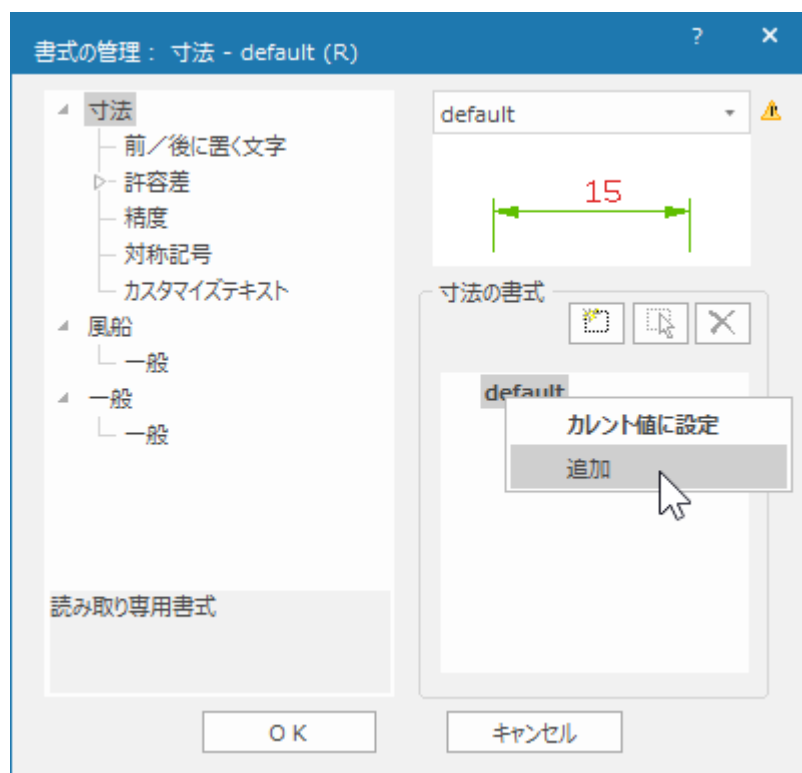 書式の管理： 寸法 - default (R)
寸法
前／後に置く文字
許容差
精度
対称記号
カスタマイズテキスト
風船
一般
一般
一般
読み取り専用書式
default
15
寸法の書式
default
カレント値に設定
追加
OK
キャンセル